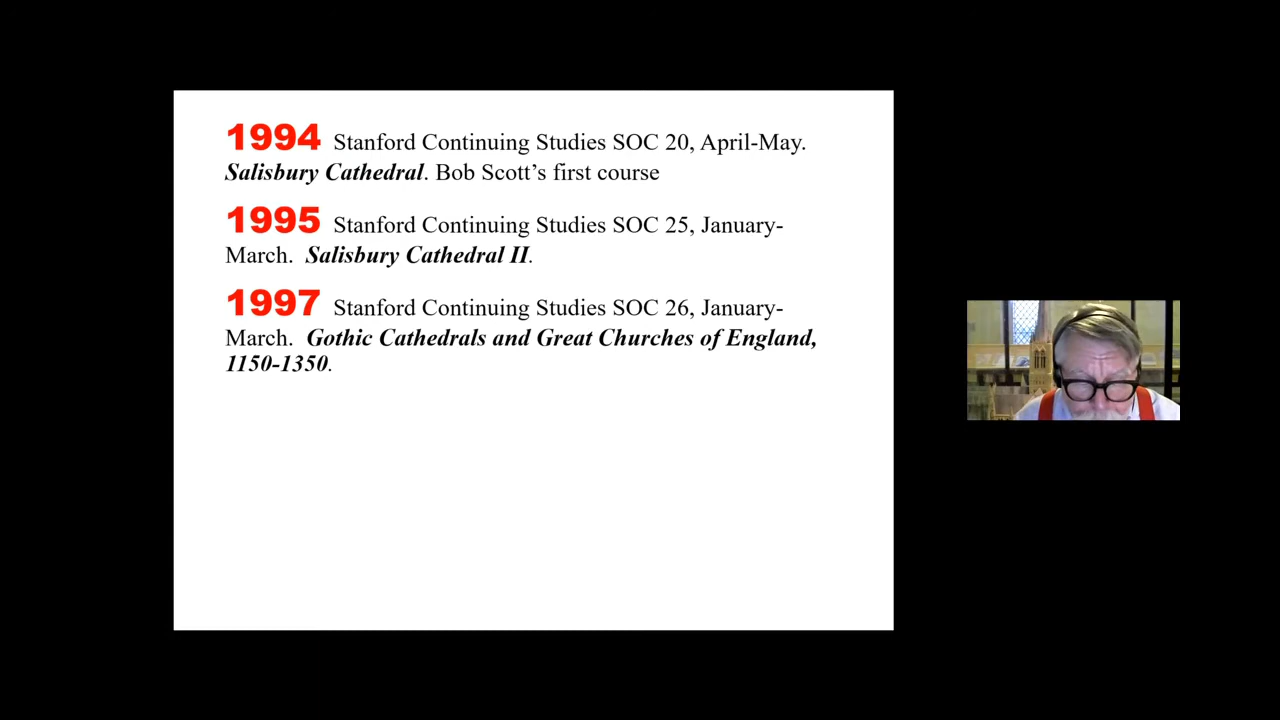 1994 Stanford Continuing Studies SOC 20, April-May.
Salisbury Cathedral. Bob Scott’s first course
1995 Stanford Continuing Studies SOC 25, January-
March. Salisbury Cathedral II.
1997 Stanford Continuing Studies SOC 26, January-
March. Gothic Cathedrals and Great Churches of England,
1150-1350.